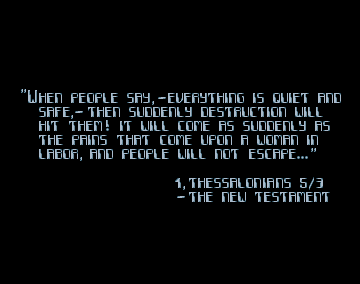 "When people say,-everything is quiet and
safe,- then suddenly destruction will
hit them! it will come as suddenly as
the pains that come upon a woman in
labor, and people will not escape..."
1,Thessalonians 5/3
- the new testament